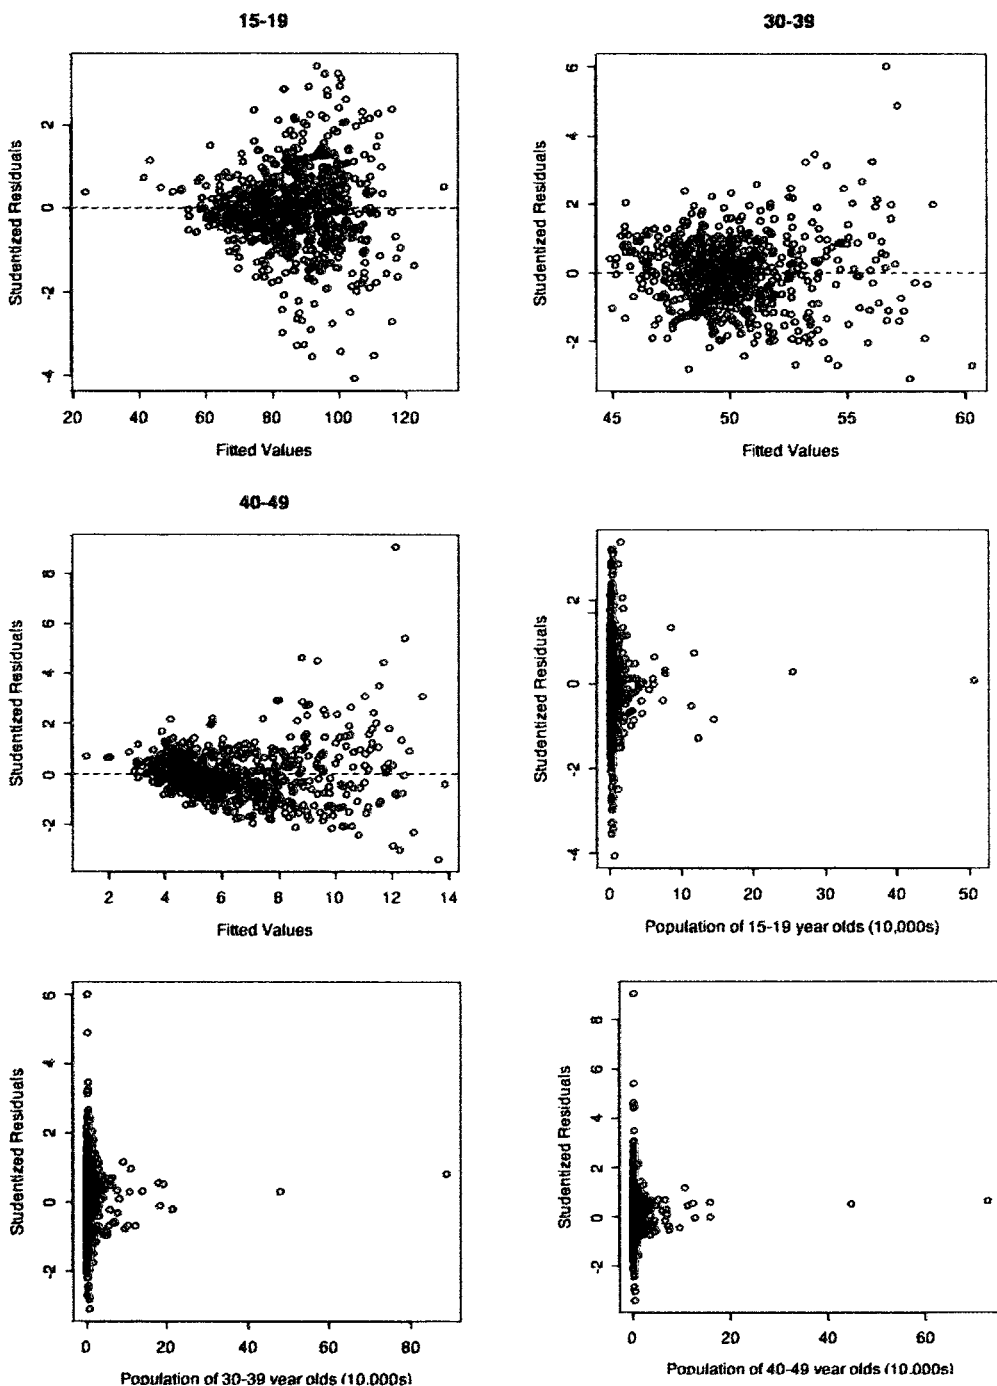 15-19
30-39
Studentized Residuals
2
0
-2
-4
20 40 60 80 100 120
Fitted Values
Studentized Residuals
6
4
2
0
-2
45 50 55 60
Fitted Values
40-49
Studentized Residuals
8
6
4
2
0
-2
2 4 6 8 10 12 14
Fitted Values
Studentized Residuals
2
0
-2
-4
0 10 20 30 40 50
Population of 15-19 year olds (10,000s)
Studentized Residuals
6
4
2
0
-2
0 20 40 60 80
Population of 30-39 year olds (10,000s)
Studentized Residuals
8
6
4
2
0
-2
0 20 40 60
Population of 40-49 year olds (10,000s)